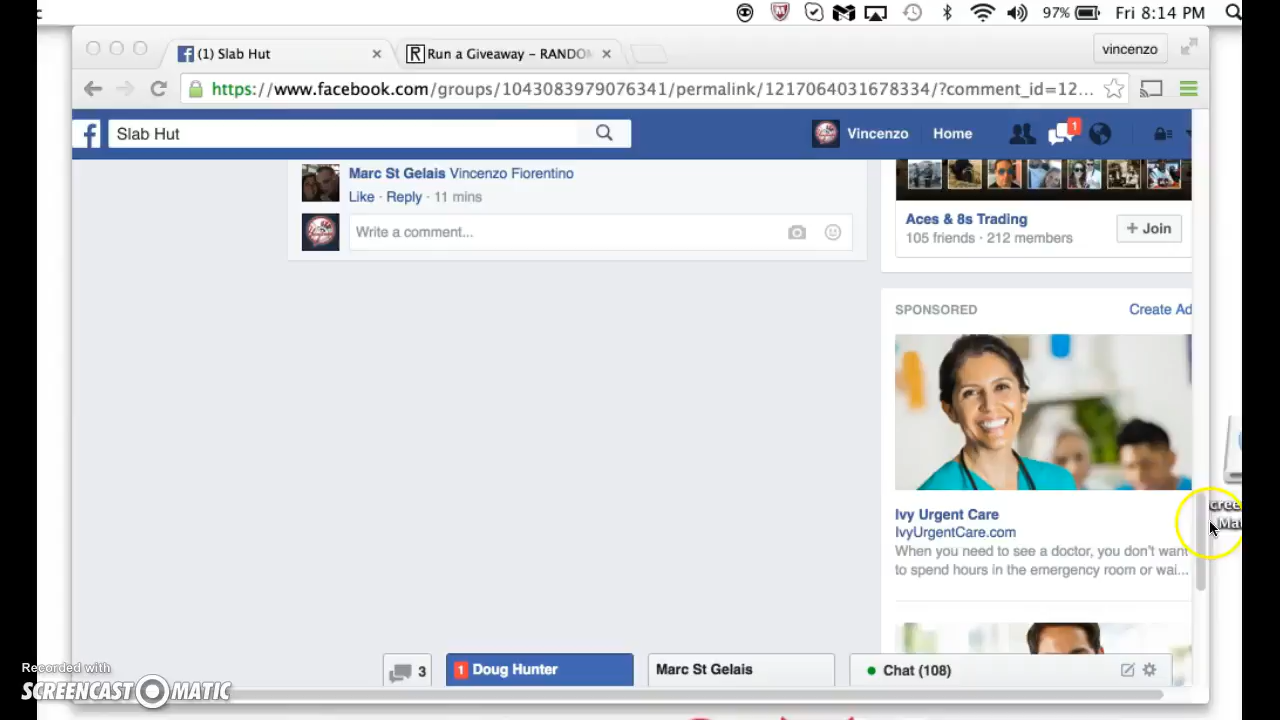 97% Fri 8:14 PM
(1) Slab Hut
R Run a Giveaway – RANDO
vincenzo
https://www.facebook.com/groups/1043083979076341/permalink/1217064031678334/?comment_id=12...
f Slab Hut
Vincenzo Home 1
Marc St Gelais Vincenzo Fiorentino
Like · Reply · 11 mins
Write a comment...
Aces & 8s Trading
105 friends · 212 members
+ Join
SPONSORED Create Ad
Ivy Urgent Care
IvyUrgentCare.com
When you need to see a doctor, you don't want
to spend hours in the emergency room or wai...
3
1 Doug Hunter
Marc St Gelais
Chat (108)
Recorded with
SCREENCAST-O-MATIC